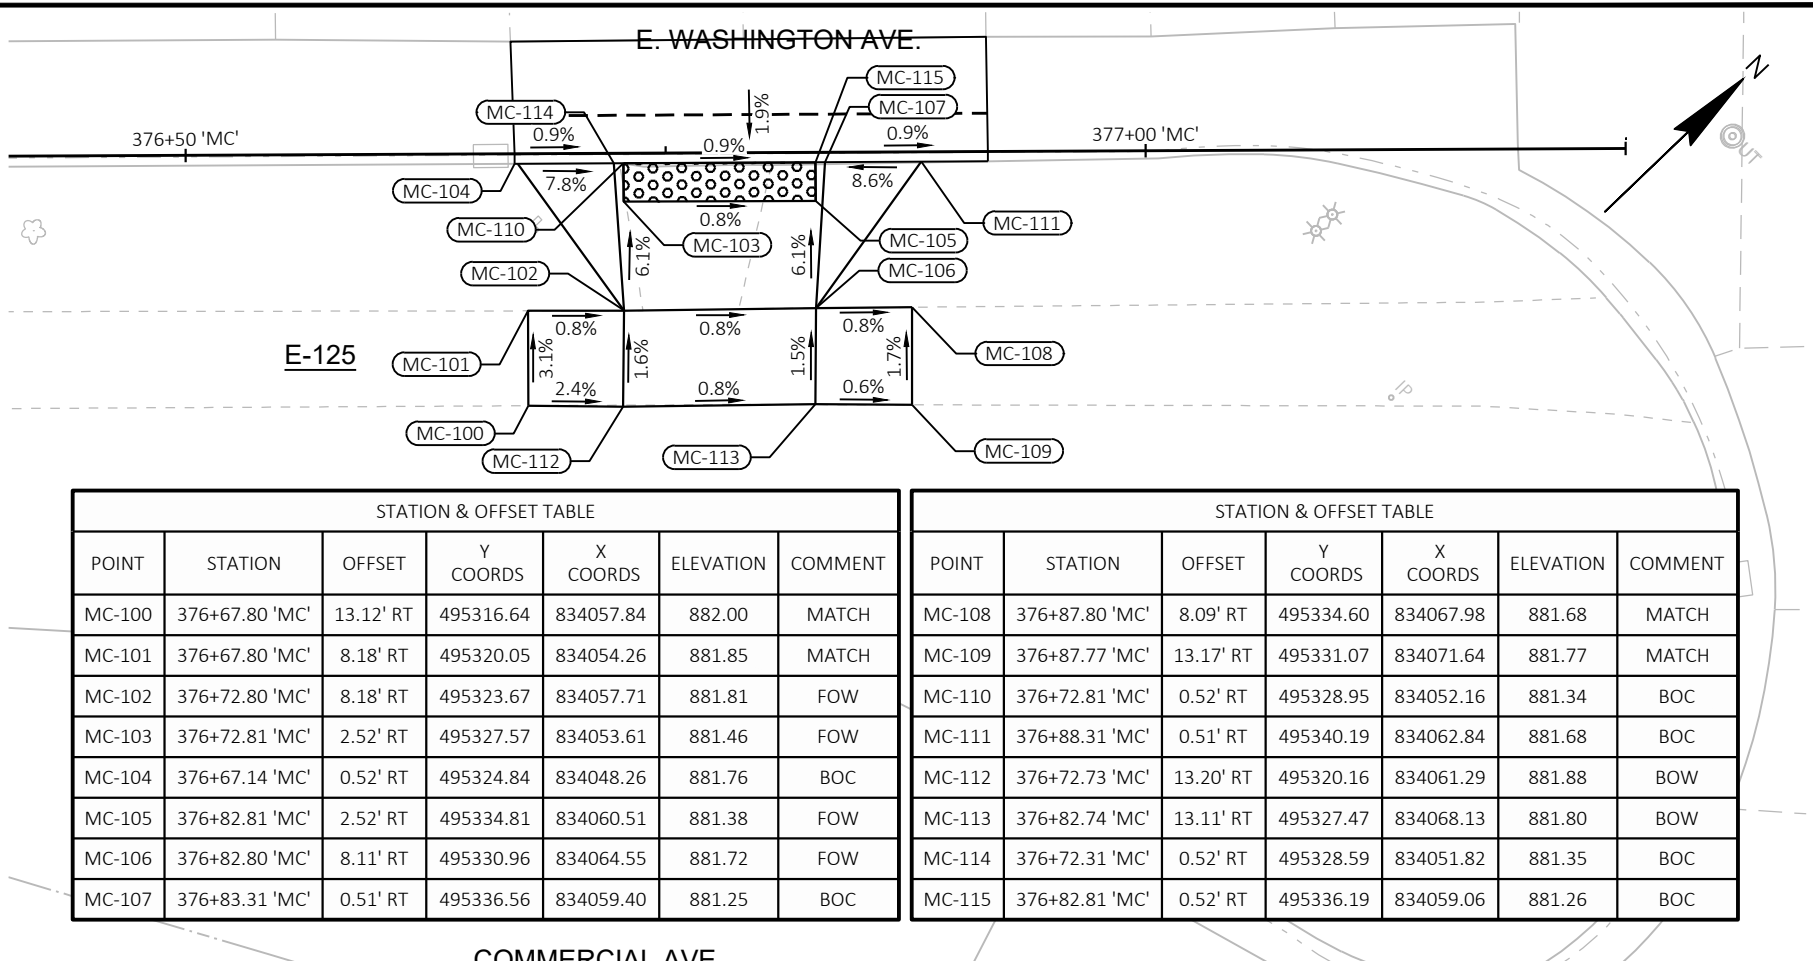 E. WASHINGTON AVE.
N
MC-115
MC-114
MC-107
1.9%
376+50 'MC'
0.9%
0.9%
0.9%
377+00 'MC'
UT
7.8%
8.6%
MC-104
0.8%
MC-110
MC-103
MC-105
MC-111
6.1%
6.1%
MC-102
MC-106
0.8%
0.8%
0.8%
E-125
MC-101
3.1%
1.6%
1.5%
1.7%
MC-108
2.4%
0.8%
0.6%
IP
MC-100
MC-112
MC-113
MC-109
STATION & OFFSET TABLE
POINT STATION OFFSET Y COORDS X COORDS ELEVATION COMMENT
MC-100 376+67.80 'MC' 13.12' RT 495316.64 834057.84 882.00 MATCH
MC-101 376+67.80 'MC' 8.18' RT 495320.05 834054.26 881.85 MATCH
MC-102 376+72.80 'MC' 8.18' RT 495323.67 834057.71 881.81 FOW
MC-103 376+72.81 'MC' 2.52' RT 495327.57 834053.61 881.46 FOW
MC-104 376+67.14 'MC' 0.52' RT 495324.84 834048.26 881.76 BOC
MC-105 376+82.81 'MC' 2.52' RT 495334.81 834060.51 881.38 FOW
MC-106 376+82.80 'MC' 8.11' RT 495330.96 834064.55 881.72 FOW
MC-107 376+83.31 'MC' 0.51' RT 495336.56 834059.40 881.25 BOC
STATION & OFFSET TABLE
POINT STATION OFFSET Y COORDS X COORDS ELEVATION COMMENT
MC-108 376+87.80 'MC' 8.09' RT 495334.60 834067.98 881.68 MATCH
MC-109 376+87.77 'MC' 13.17' RT 495331.07 834071.64 881.77 MATCH
MC-110 376+72.81 'MC' 0.52' RT 495328.95 834052.16 881.34 BOC
MC-111 376+88.31 'MC' 0.51' RT 495340.19 834062.84 881.68 BOC
MC-112 376+72.73 'MC' 13.20' RT 495320.16 834061.29 881.88 BOW
MC-113 376+82.74 'MC' 13.11' RT 495327.47 834068.13 881.80 BOW
MC-114 376+72.31 'MC' 0.52' RT 495328.59 834051.82 881.35 BOC
MC-115 376+82.81 'MC' 0.52' RT 495336.19 834059.06 881.26 BOC
COMMERCIAL AVE